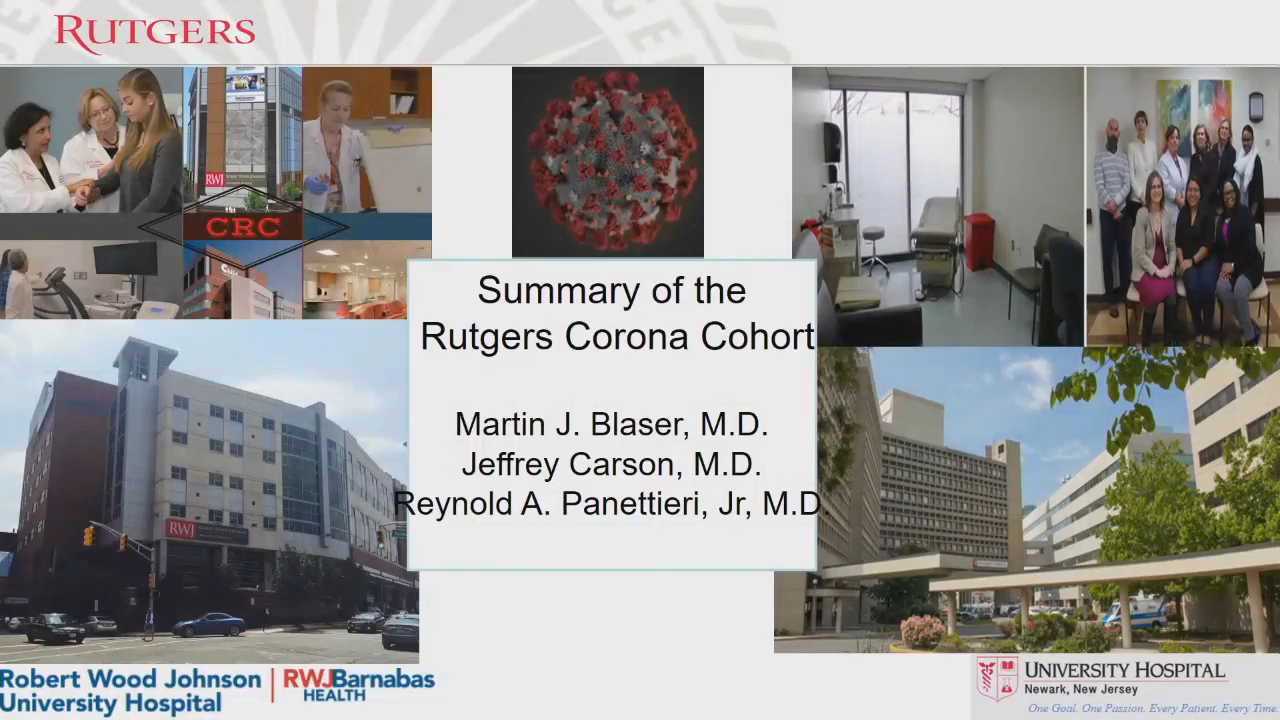 RUTGERS
RWJ
CRC
Summary of the
Rutgers Corona Cohort
Martin J. Blaser, M.D.
Jeffrey Carson, M.D.
Reynold A. Panettieri, Jr, M.D
RWJ
Robert Wood Johnson
University Hospital
RWJBarnabas
HEALTH
UNIVERSITY HOSPITAL
Newark, New Jersey
One Goal. One Passion. Every Patient. Every Time.